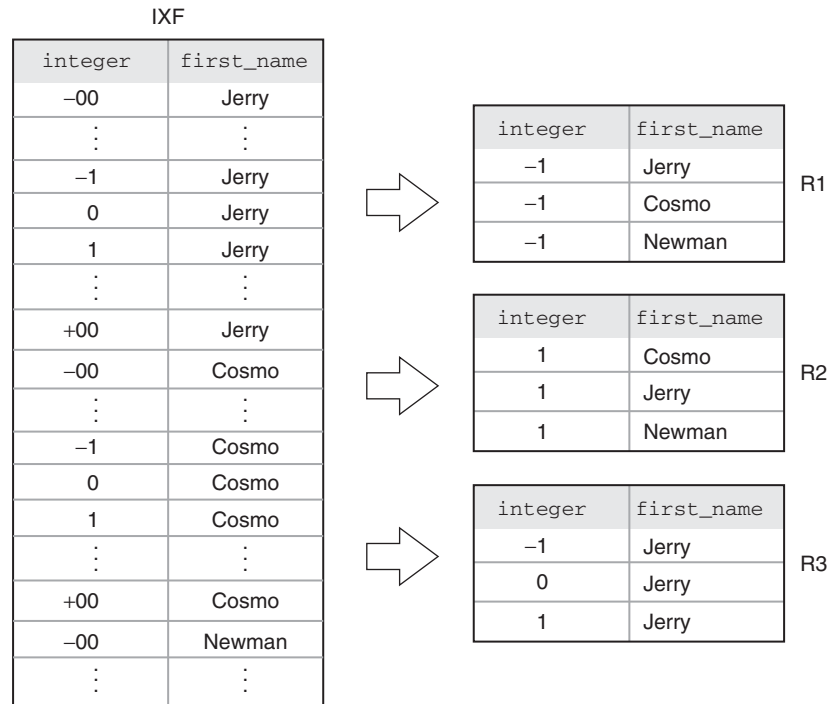 IXF
integer first_name
−00 Jerry
⋮ ⋮
−1 Jerry
0 Jerry
1 Jerry
⋮ ⋮
+00 Jerry
−00 Cosmo
⋮ ⋮
−1 Cosmo
0 Cosmo
1 Cosmo
⋮ ⋮
+00 Cosmo
−00 Newman
⋮ ⋮
integer first_name
−1 Jerry
−1 Cosmo
−1 Newman
R1
integer first_name
1 Cosmo
1 Jerry
1 Newman
R2
integer first_name
−1 Jerry
0 Jerry
1 Jerry
R3